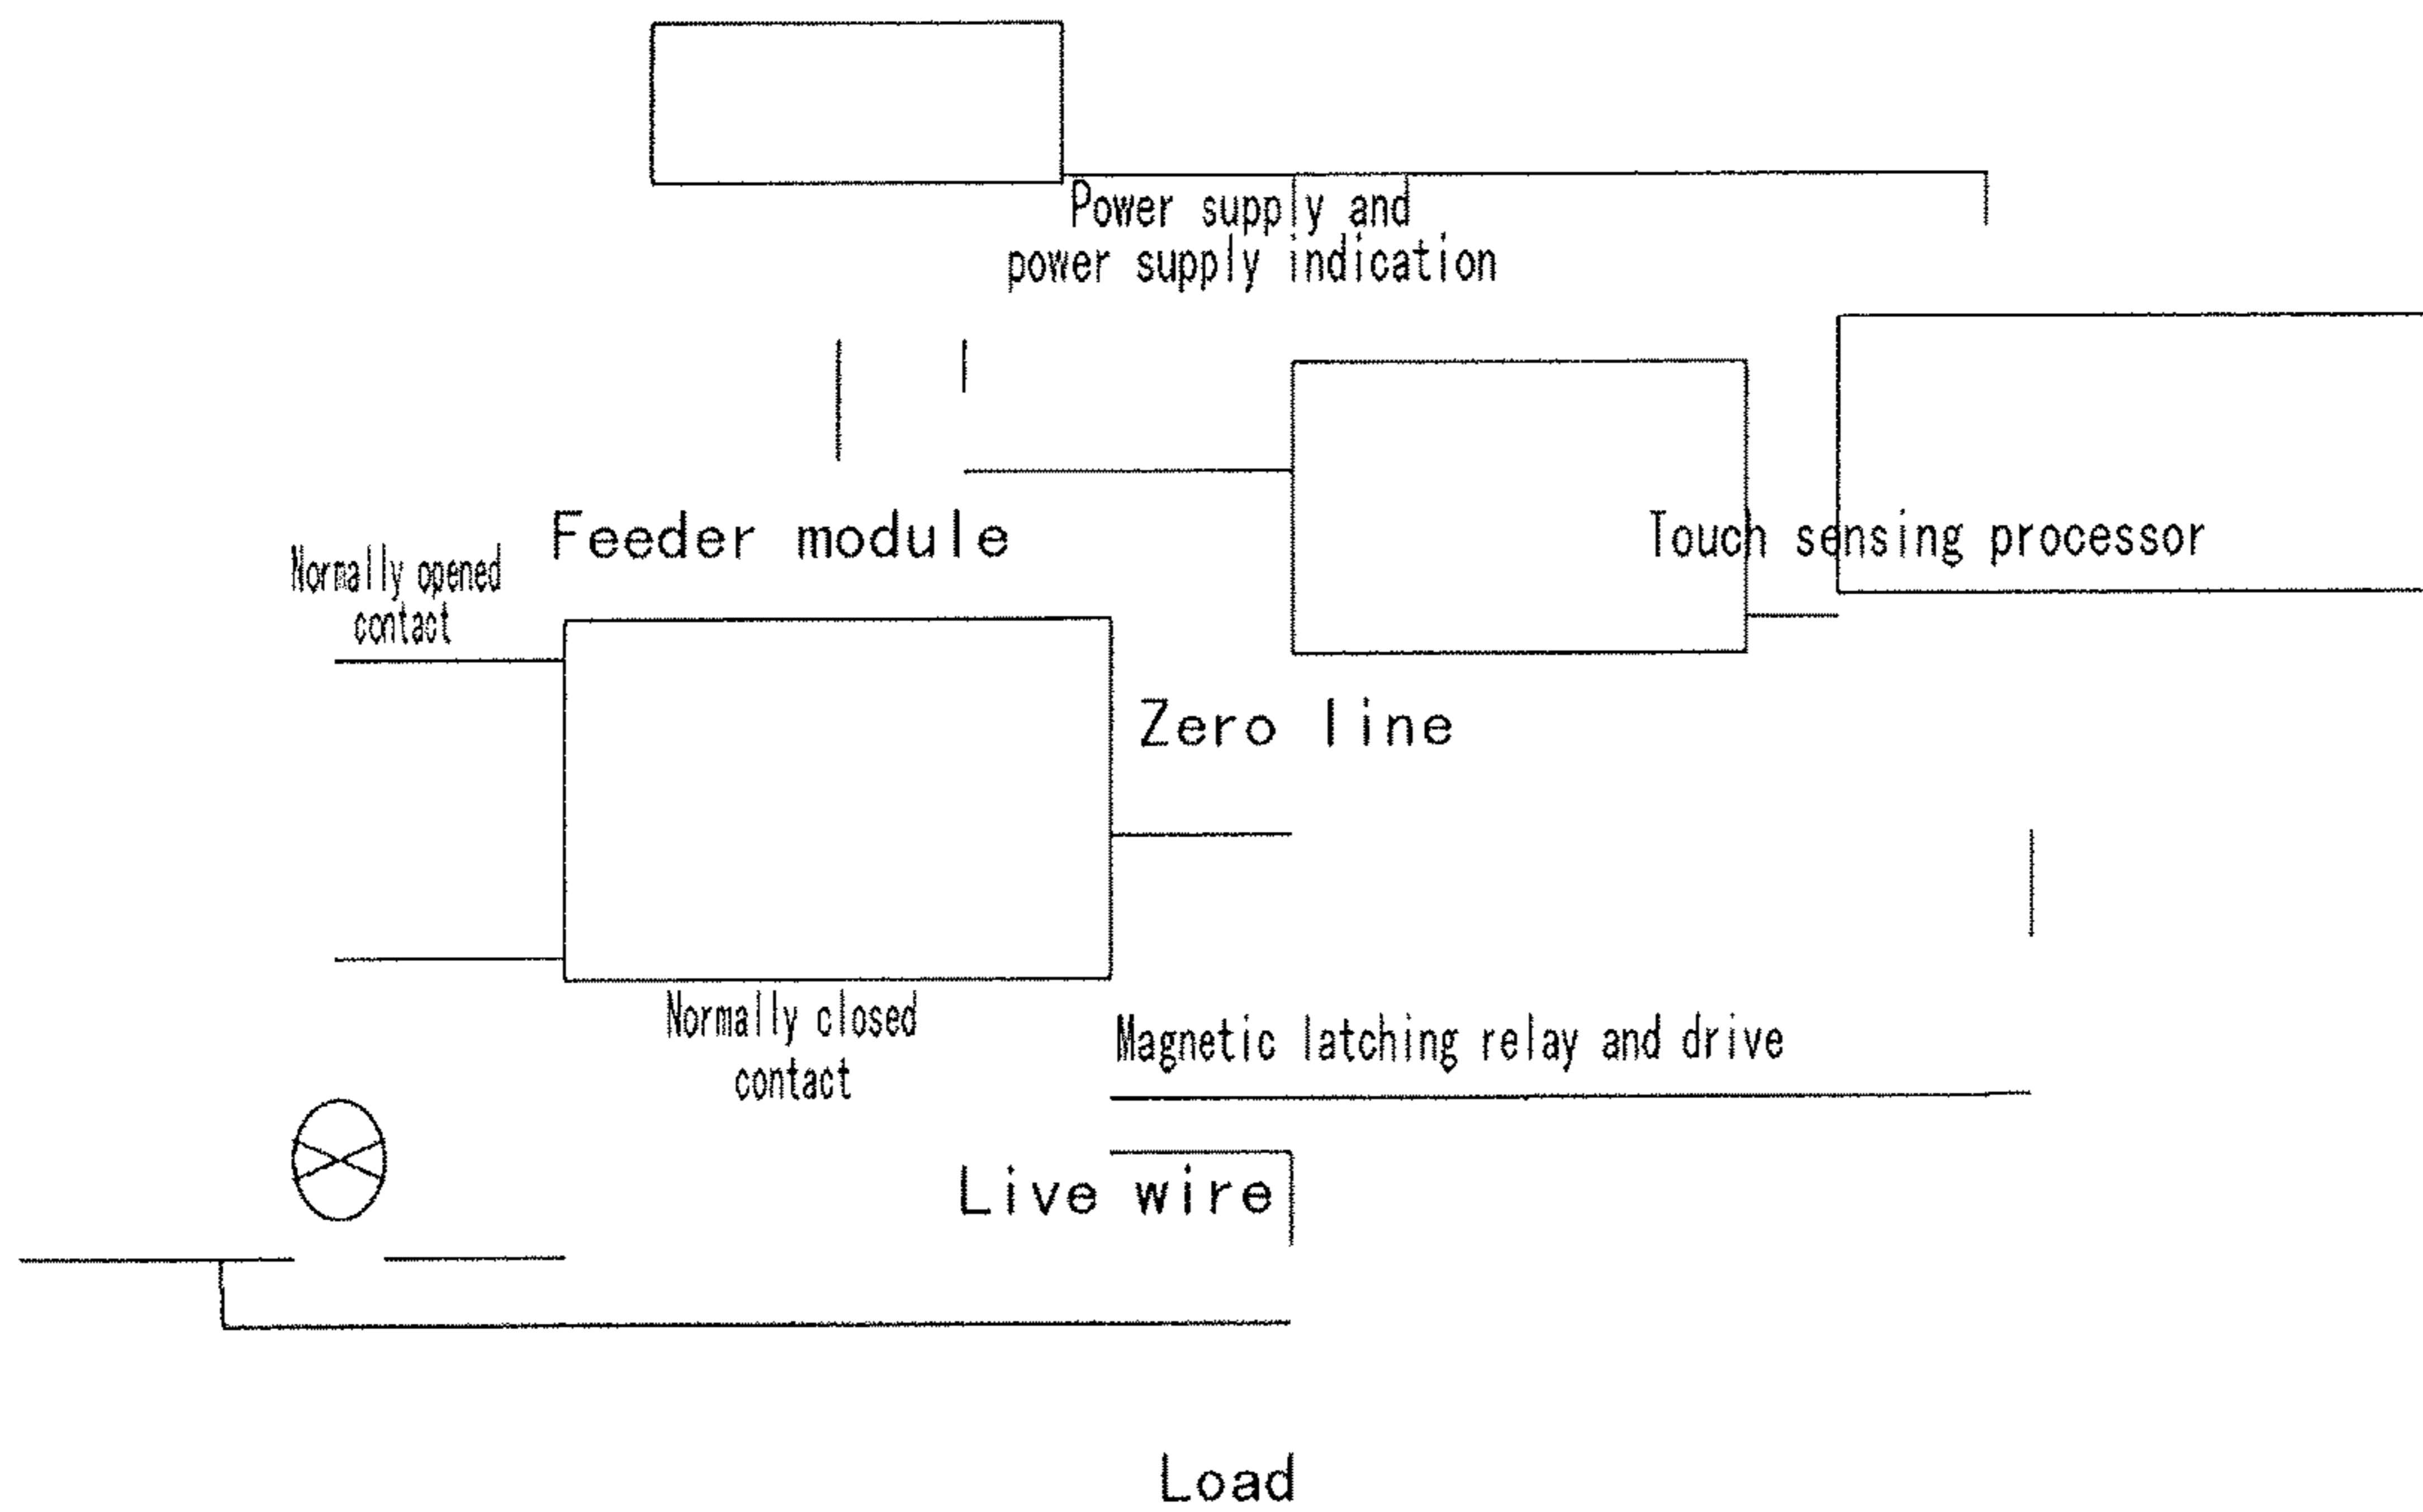 Power supply and
power supply indication
Feeder module
Touch sensing processor
Normally opened
contact
Zero line
Normally closed
contact
Magnetic latching relay and drive
Live wire
Load